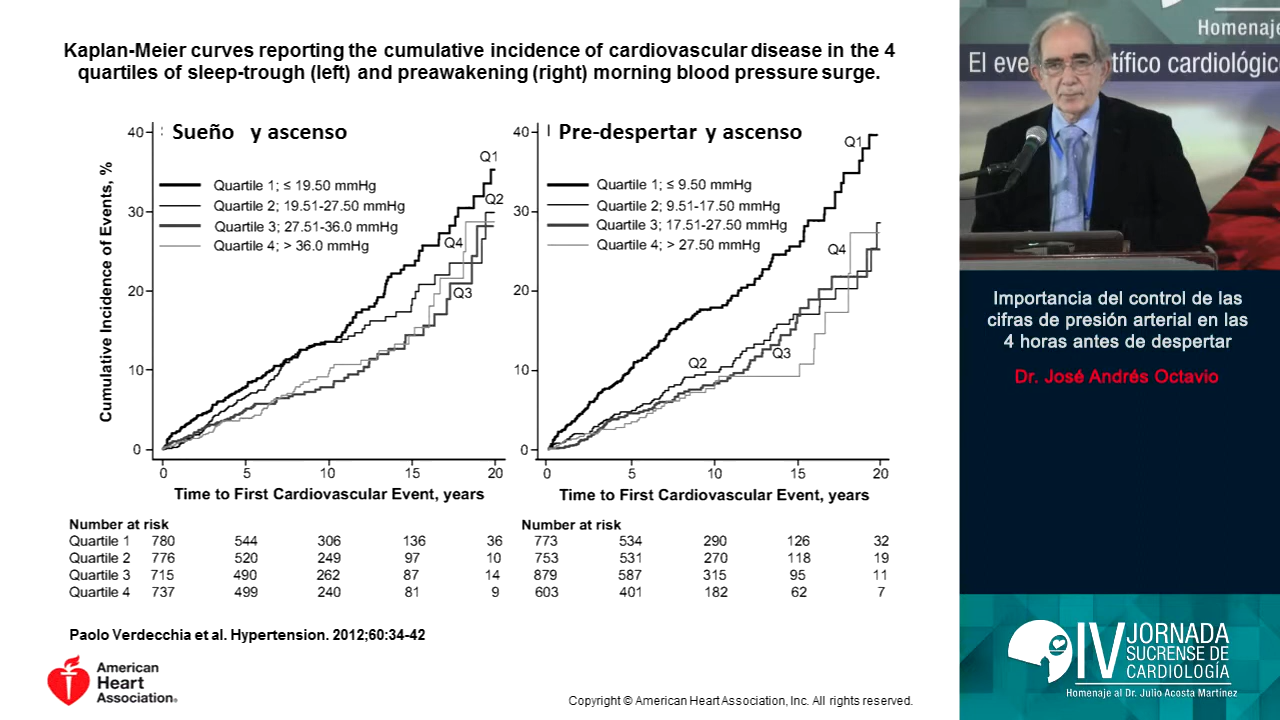 Kaplan-Meier curves reporting the cumulative incidence of cardiovascular disease in the 4
quartiles of sleep-trough (left) and preawakening (right) morning blood pressure surge.
Sueño y ascenso
Cumulative Incidence of Events, %
40
30
20
10
0
Quartile 1; ≤ 19.50 mmHg
Quartile 2; 19.51-27.50 mmHg
Quartile 3; 27.51-36.0 mmHg
Quartile 4; > 36.0 mmHg
Q1
Q2
Q4
Q3
0 5 10 15 20
Time to First Cardiovascular Event, years
Pre-despertar y ascenso
40
30
20
10
0
Quartile 1; ≤ 9.50 mmHg
Quartile 2; 9.51-17.50 mmHg
Quartile 3; 17.51-27.50 mmHg
Quartile 4; > 27.50 mmHg
Q1
Q4
Q2
Q3
0 5 10 15 20
Time to First Cardiovascular Event, years
Number at risk
Quartile 1 780 544 306 136 36
Quartile 2 776 520 249 97 10
Quartile 3 715 490 262 87 14
Quartile 4 737 499 240 81 9
Number at risk
773 534 290 126 32
753 531 270 118 19
879 587 315 95 11
603 401 182 62 7
Paolo Verdecchia et al. Hypertension. 2012;60:34-42
American
Heart
Association®
Copyright © American Heart Association, Inc. All rights reserved.
Homenaje
El eve tífico cardiológic
Importancia del control de las
cifras de presión arterial en las
4 horas antes de despertar
Dr. José Andrés Octavio
IV JORNADA
SUCRENSE DE
CARDIOLOGÍA
Homenaje al Dr. Julio Acosta Martínez